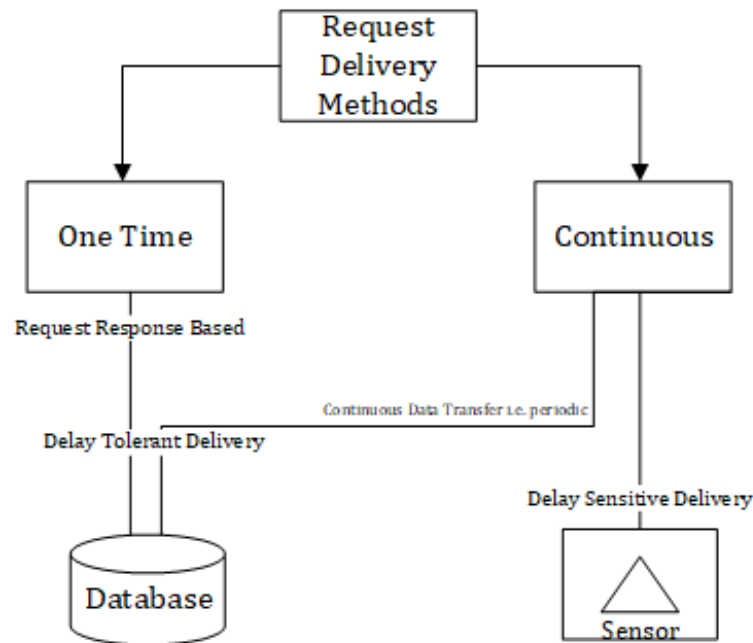 Request
Delivery
Methods
One Time
Continuous
Request Response Based
Continuous Data Transfer i.e. periodic
Delay Tolerant Delivery
Delay Sensitive Delivery
Database
Sensor